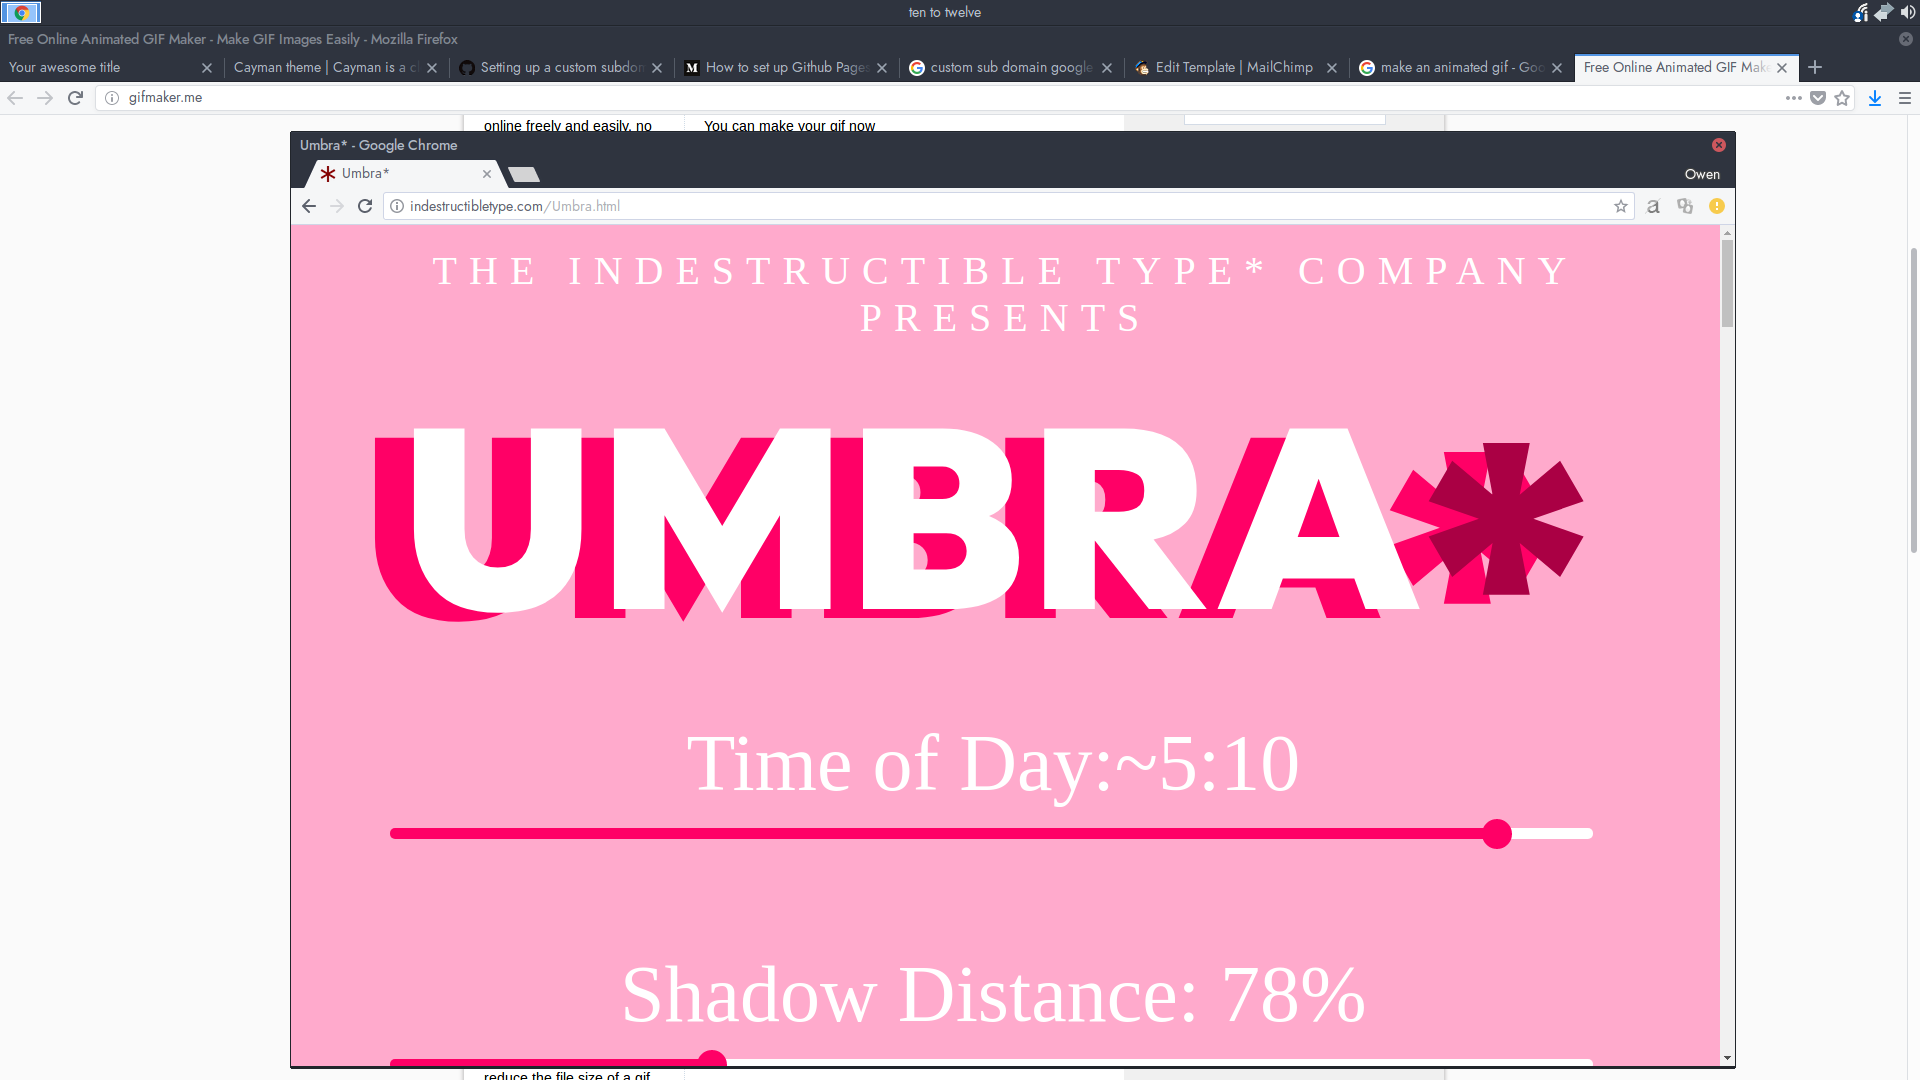 ten to twelve
Free Online Animated GIF Maker - Make GIF Images Easily - Mozilla Firefox
Your awesome title
Cayman theme | Cayman is a c
Setting up a custom subdon
How to set up Github Page
custom sub domain google
Edit Template | MailChimp
make an animated gif - Goo
Free Online Animated GIF Make
gifmaker.me
online freely and easily, no
You can make your gif now
Umbra* - Google Chrome
Umbra*
Owen
indestructibletype.com/Umbra.html
THE INDESTRUCTIBLE TYPE* COMPANY
PRESENTS
UMBRA*
Time of Day:~5:10
Shadow Distance: 78%
reduce the file size of a gif